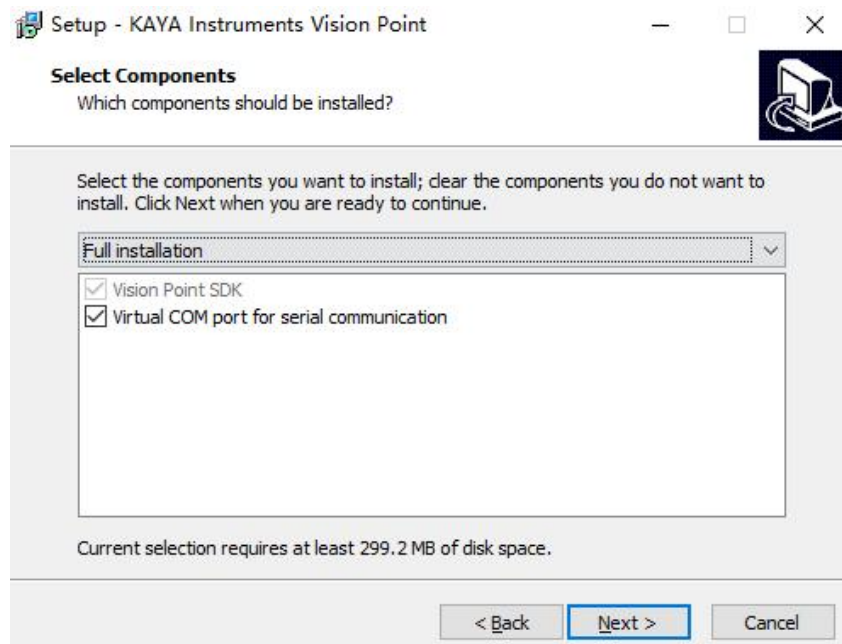 Setup - KAYA Instruments Vision Point
Select Components
Which components should be installed?
Select the components you want to install; clear the components you do not want to
install. Click Next when you are ready to continue.
Full installation
Vision Point SDK
Virtual COM port for serial communication
Current selection requires at least 299.2 MB of disk space.
< Back Next > Cancel